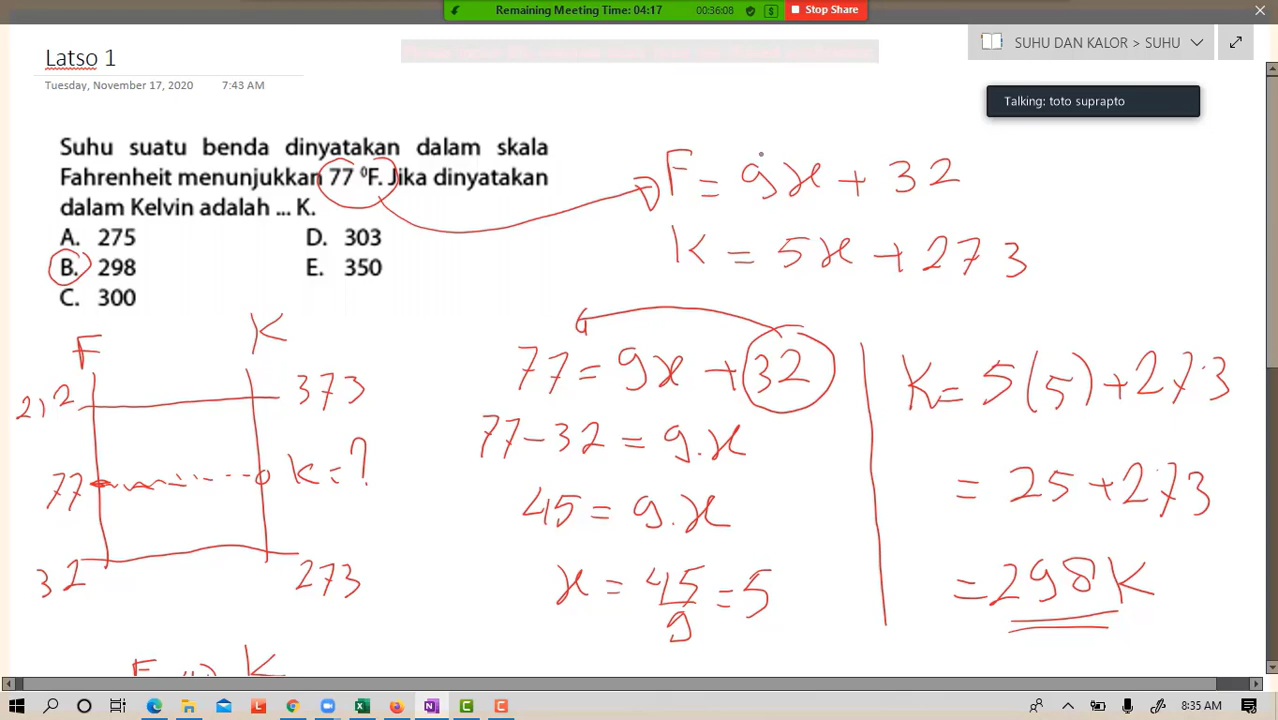 Remaining Meeting Time: 04:17
00:36:08
Stop Share
Latso 1
Tuesday, November 17, 2020 7:43 AM
SUHU DAN KALOR > SUHU
Talking: toto suprapto
Suhu suatu benda dinyatakan dalam skala
Fahrenheit menunjukkan 77 ⁰F. Jika dinyatakan
dalam Kelvin adalah ... K.
A. 275 D. 303
B. 298 E. 350
C. 300
F = 9x + 32
K = 5x + 273
F K
212 373
77 K = ?
32 273
77 = 9x + 32
77 - 32 = 9.x
45 = 9.x
x = 45/9 = 5
K = 5(5) + 273
= 25 + 273
= 298 K
F K
8:35 AM